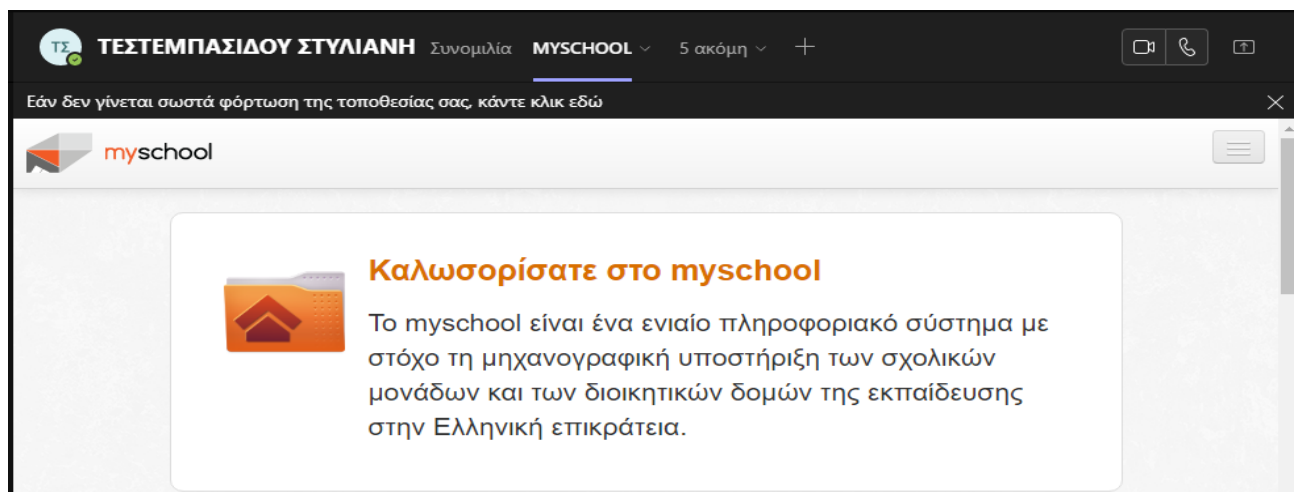 ΤΣ ΤΕΣΤΕΜΠΑΣΙΔΟΥ ΣΤΥΛΙΑΝΗ Συνομιλία MYSCHOOL 5 ακόμη
Εάν δεν γίνεται σωστά φόρτωση της τοποθεσίας σας, κάντε κλικ εδώ
myschool
Καλωσορίσατε στο myschool
Το myschool είναι ένα ενιαίο πληροφοριακό σύστημα με
στόχο τη μηχανογραφική υποστήριξη των σχολικών
μονάδων και των διοικητικών δομών της εκπαίδευσης
στην Ελληνική επικράτεια.